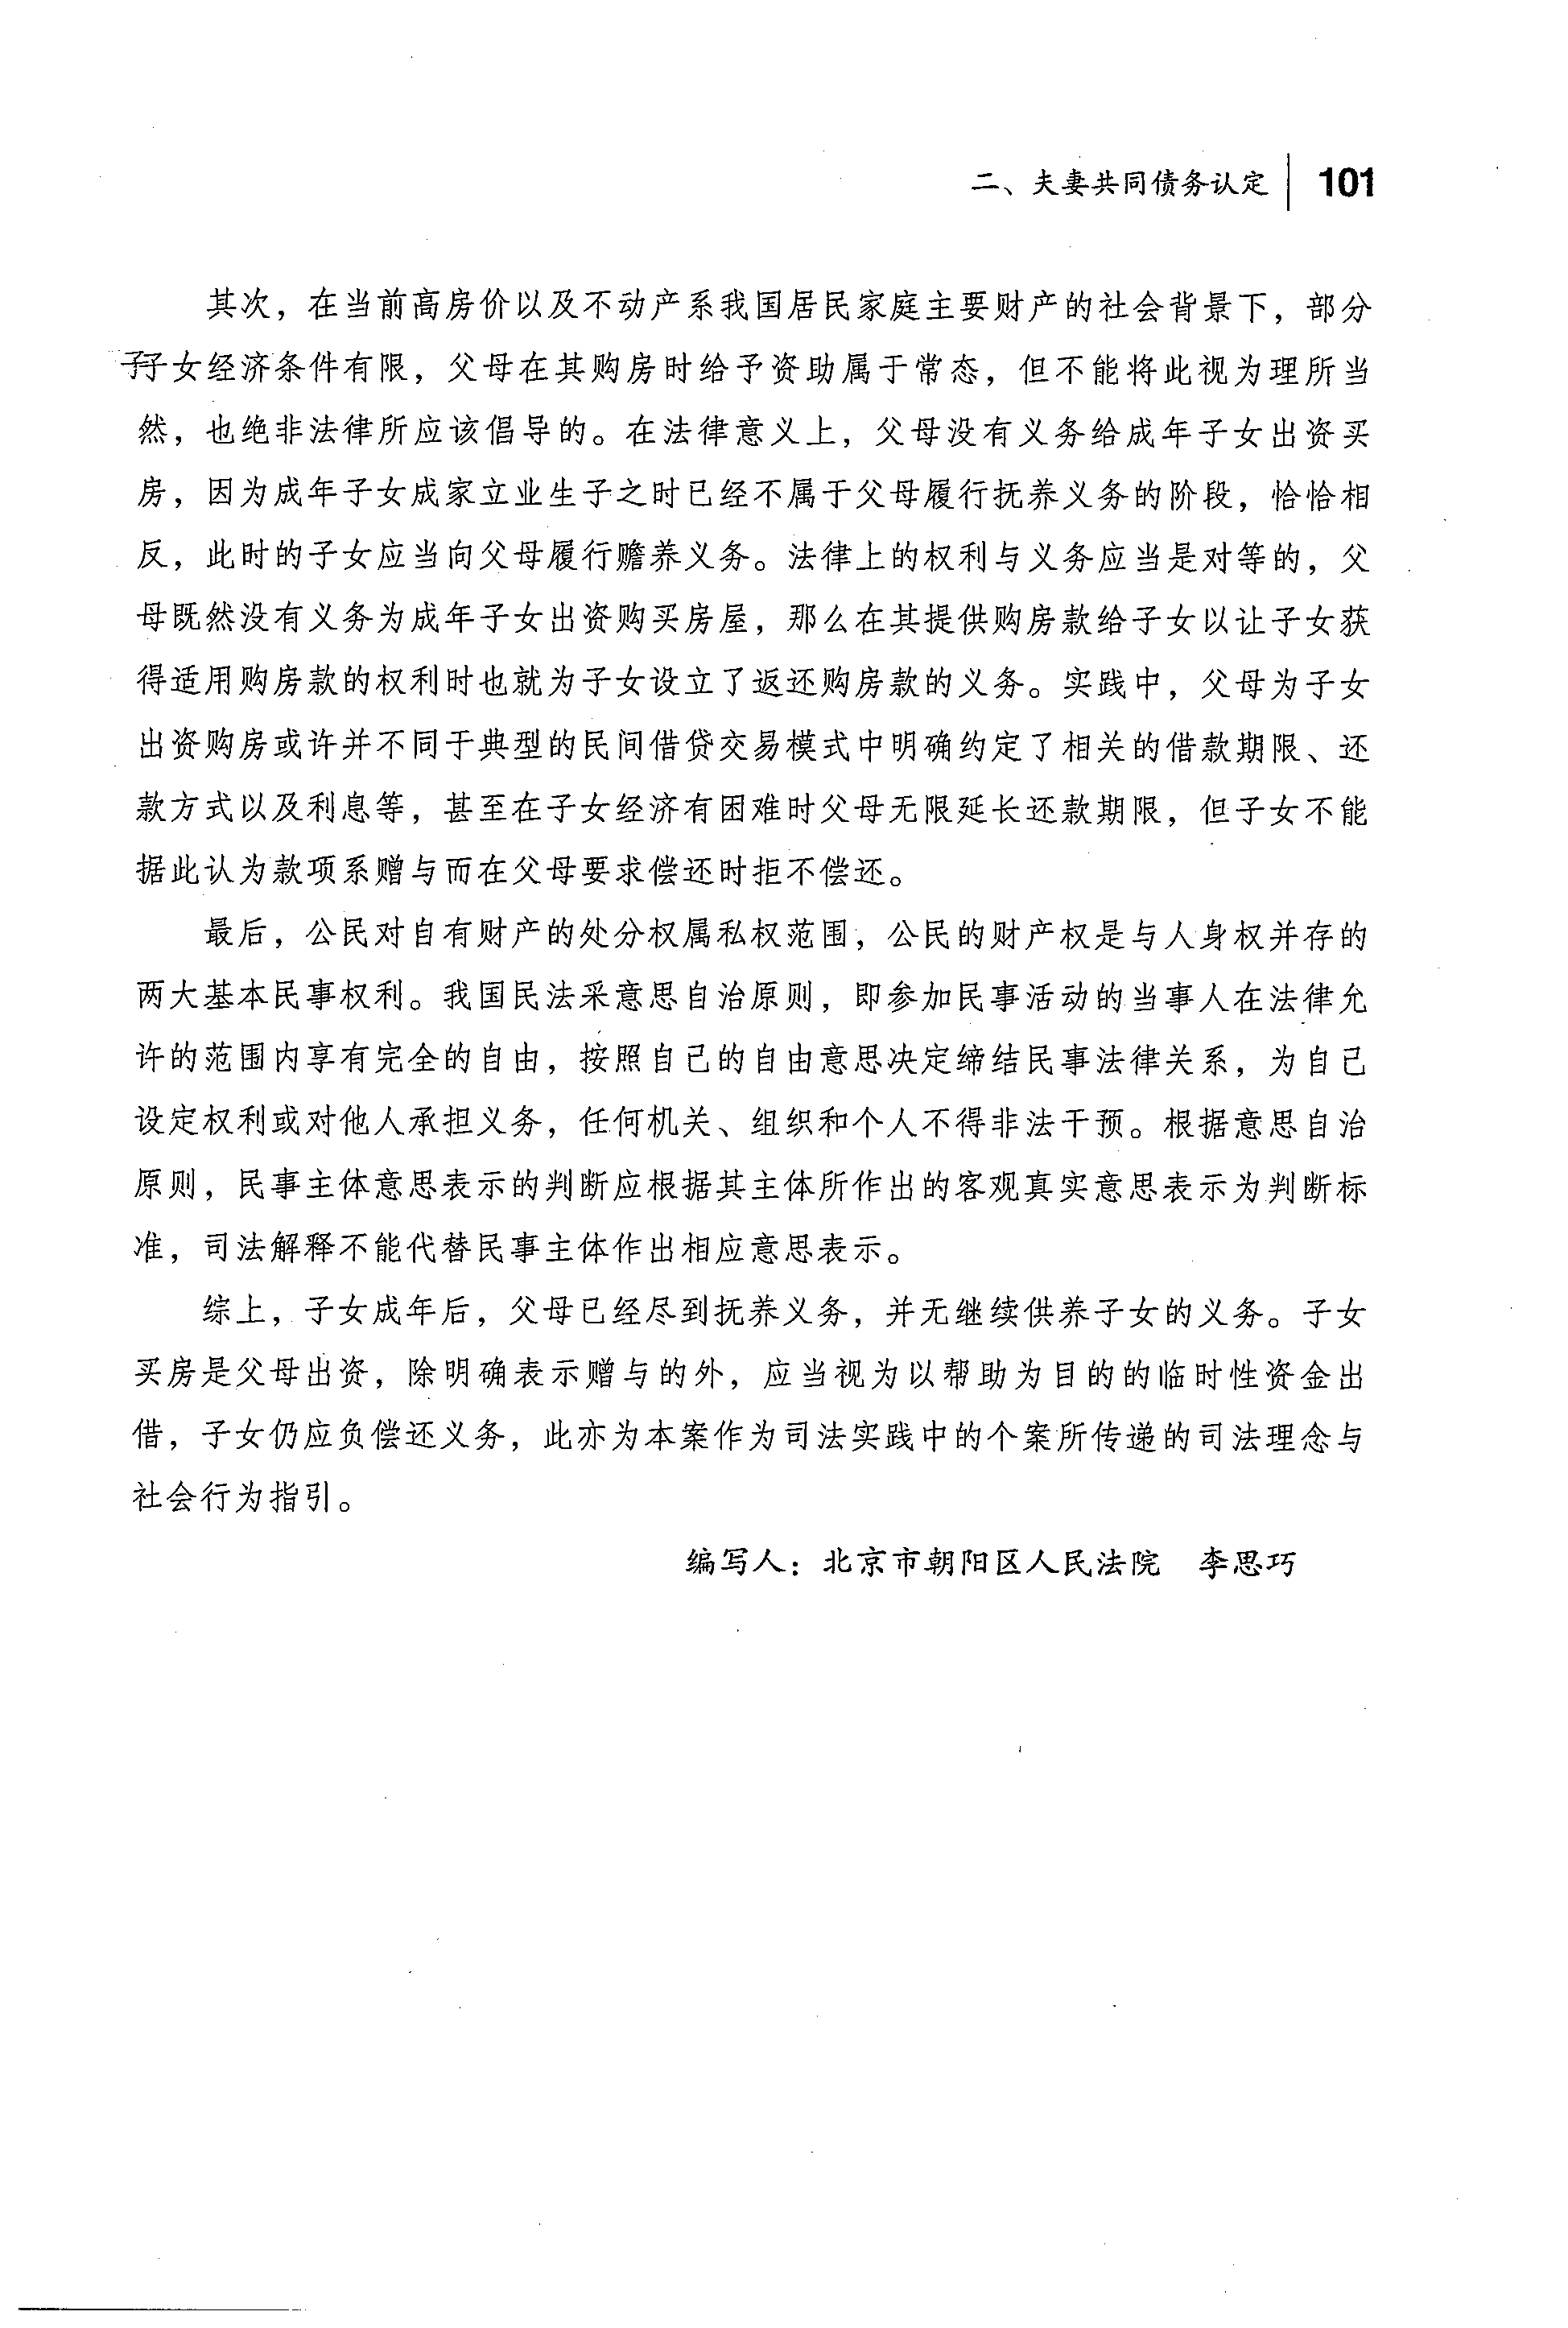 二、夫妻共同债务认定 101
其次，在当前高房价以及不动产系我国居民家庭主要财产的社会背景下，部分
子女经济条件有限，父母在其购房时给予资助属于常态，但不能将此视为理所当
然，也绝非法律所应该倡导的。在法律意义上，父母没有义务给成年子女出资买
房，因为成年子女成家立业生子之时已经不属于父母履行抚养义务的阶段，恰恰相
反，此时的子女应当向父母履行赡养义务。法律上的权利与义务应当是对等的，父
母既然没有义务为成年子女出资购买房屋，那么在其提供购房款给子女以让子女获
得适用购房款的权利时也就为子女设立了返还购房款的义务。实践中，父母为子女
出资购房或许并不同于典型的民间借贷交易模式中明确约定了相关的借款期限、还
款方式以及利息等，甚至在子女经济有困难时父母无限延长还款期限，但子女不能
据此认为款项系赠与而在父母要求偿还时拒不偿还。
最后，公民对自有财产的处分权属私权范围，公民的财产权是与人身权并存的
两大基本民事权利。我国民法采意思自治原则，即参加民事活动的当事人在法律允
许的范围内享有完全的自由，按照自己的自由意思决定缔结民事法律关系，为自己
设定权利或对他人承担义务，任何机关、组织和个人不得非法干预。根据意思自治
原则，民事主体意思表示的判断应根据其主体所作出的客观真实意思表示为判断标
准，司法解释不能代替民事主体作出相应意思表示。
综上，子女成年后，父母已经尽到抚养义务，并无继续供养子女的义务。子女
买房是父母出资，除明确表示赠与的外，应当视为以帮助为目的的临时性资金出
借，子女仍应负偿还义务，此亦为本案作为司法实践中的个案所传递的司法理念与
社会行为指引。
编写人：北京市朝阳区人民法院 李思巧